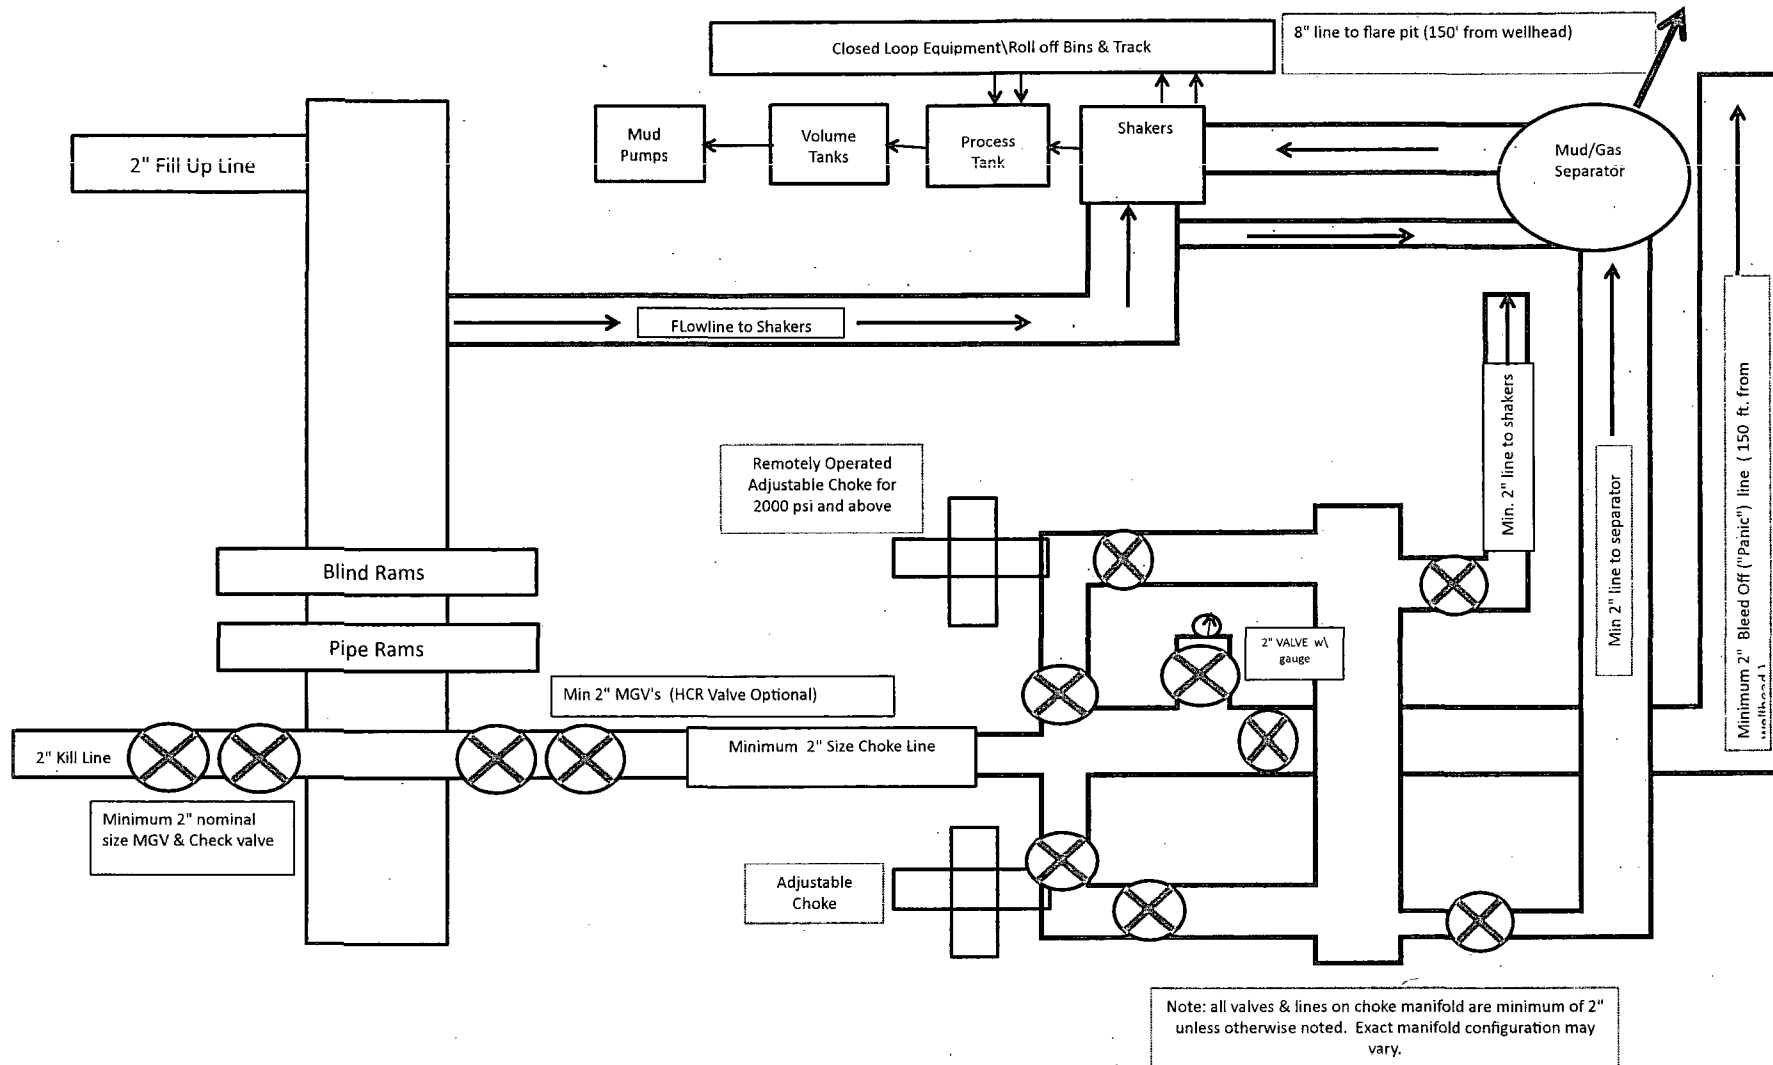 Closed Loop Equipment\Roll off Bins & Track
8" line to flare pit (150' from wellhead)
2" Fill Up Line
Mud
Pumps
Volume
Tanks
Process
Tank
Shakers
Mud/Gas
Separator
FLowline to Shakers
Min. 2" line to shakers
Min 2" line to separator
Minimum 2" Bleed Off ("Panic") line ( 150 ft. from
wellhead )
Remotely Operated
Adjustable Choke for
2000 psi and above
Blind Rams
Pipe Rams
2" VALVE w\
gauge
Min 2" MGV's (HCR Valve Optional)
2" Kill Line
Minimum 2" Size Choke Line
Minimum 2" nominal
size MGV & Check valve
Adjustable
Choke
Note: all valves & lines on choke manifold are minimum of 2"
unless otherwise noted. Exact manifold configuration may
vary.